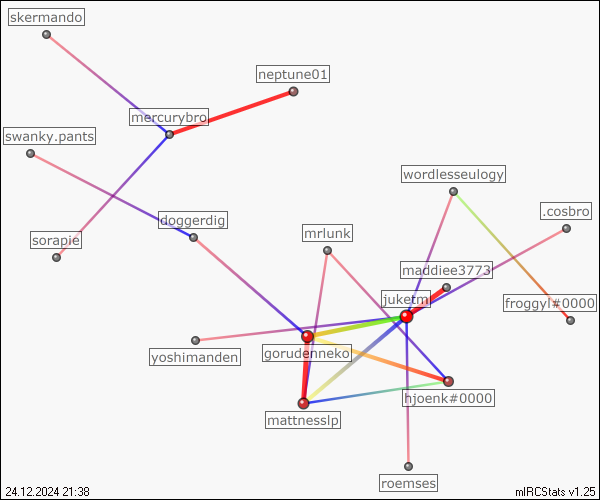 skermando
neptune01
mercurybro
swanky.pants
wordlesseulogy
.cosbro
doggerdig
mrlunk
sorapie
maddiee3773
juketm
froggyl#0000
yoshimanden
gorudenneko
hjoenk#0000
mattnesslp
roemses
24.12.2024 21:38
mIRCStats v1.25